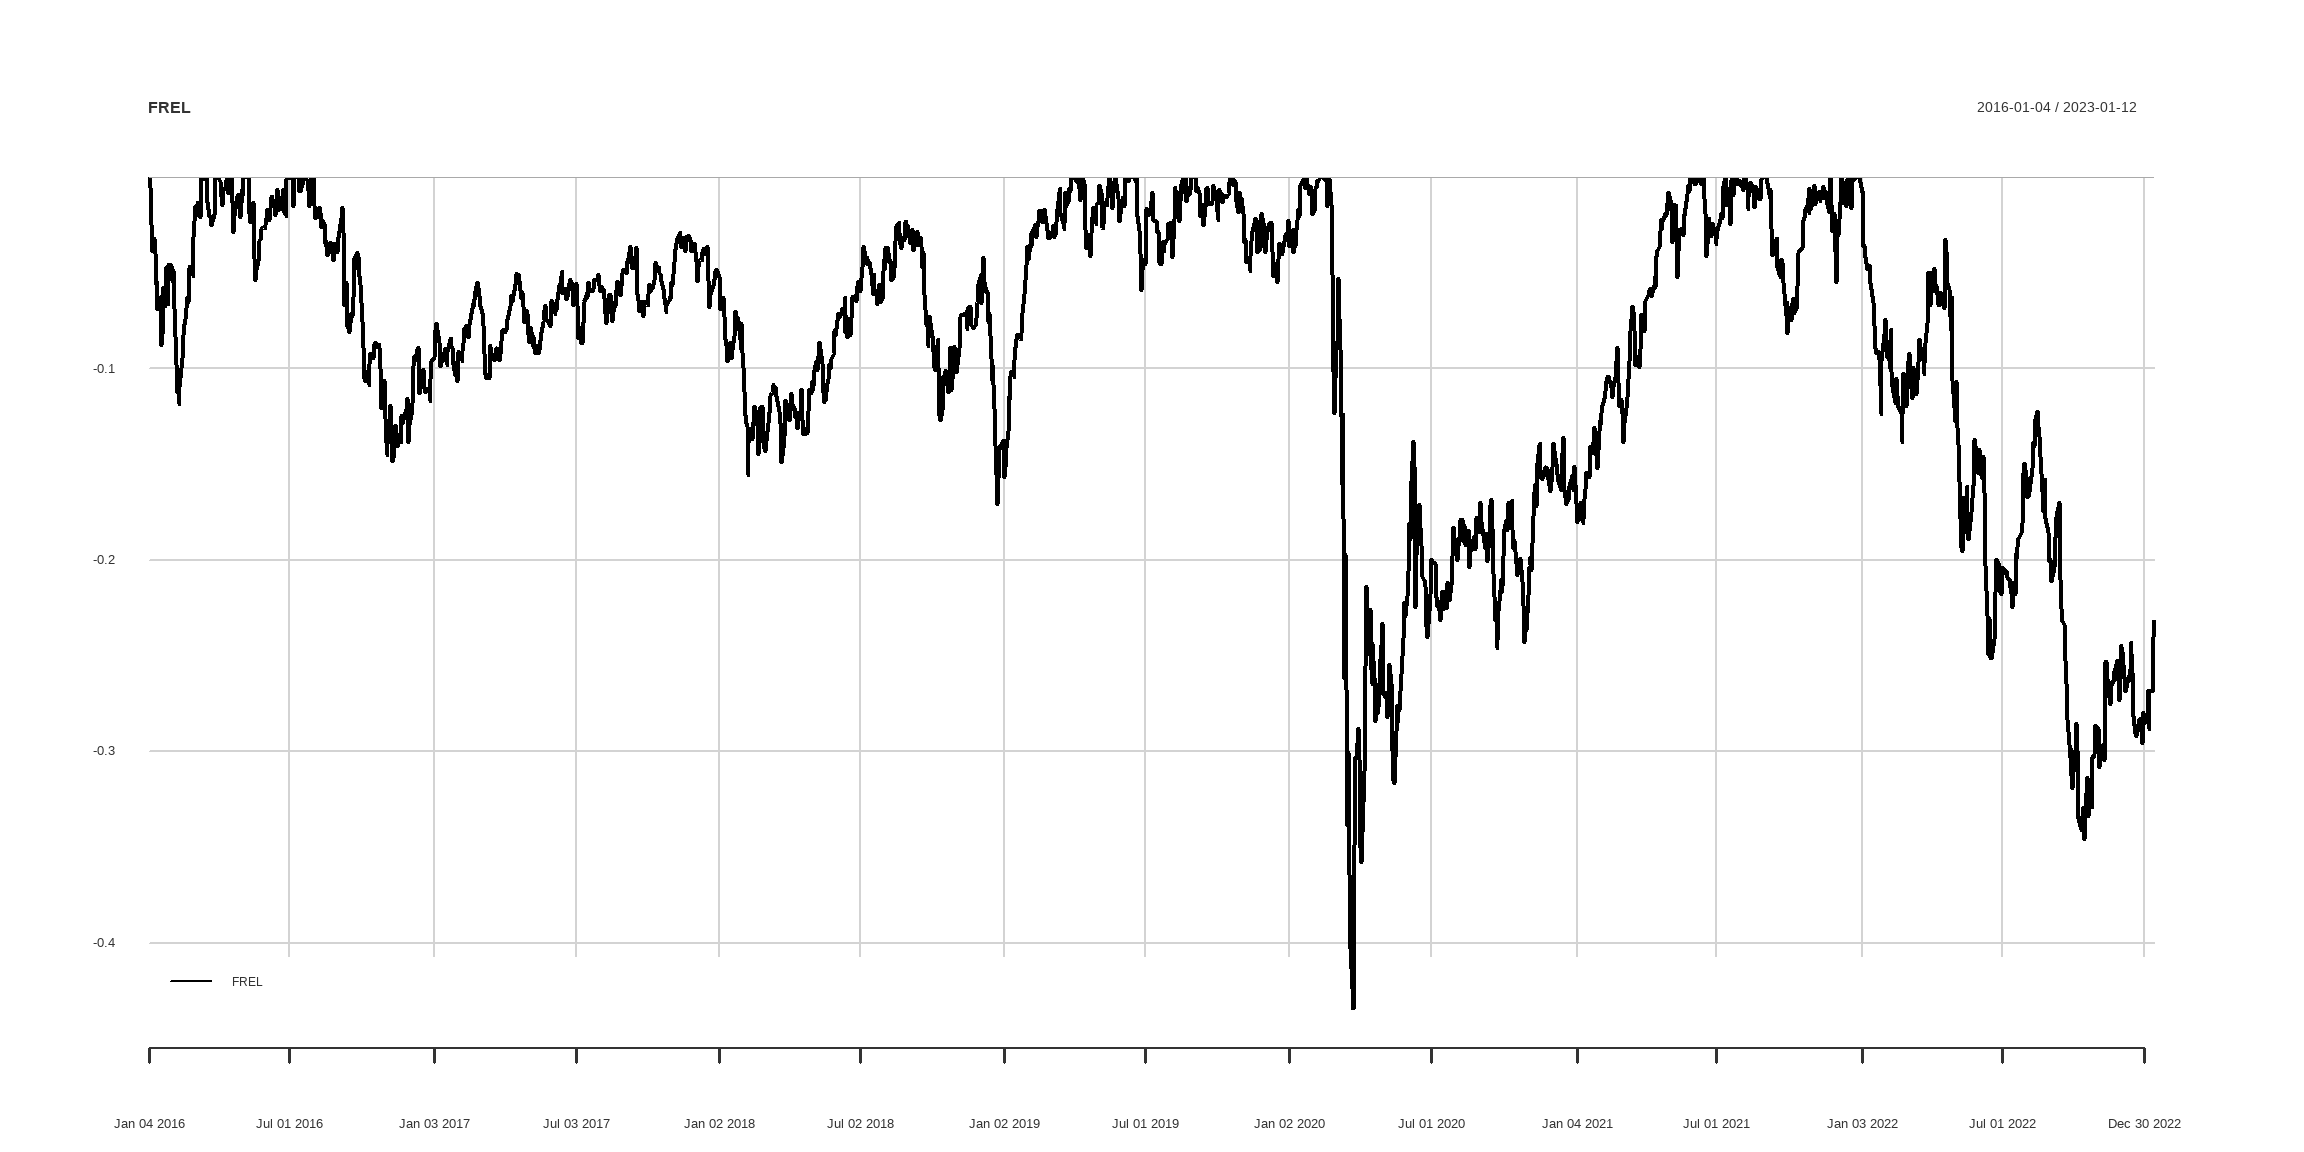 FREL
2016-01-04 / 2023-01-12
-0.1
-0.2
-0.3
-0.4
FREL
Jan 04 2016
Jul 01 2016
Jan 03 2017
Jul 03 2017
Jan 02 2018
Jul 02 2018
Jan 02 2019
Jul 01 2019
Jan 02 2020
Jul 01 2020
Jan 04 2021
Jul 01 2021
Jan 03 2022
Jul 01 2022
Dec 30 2022